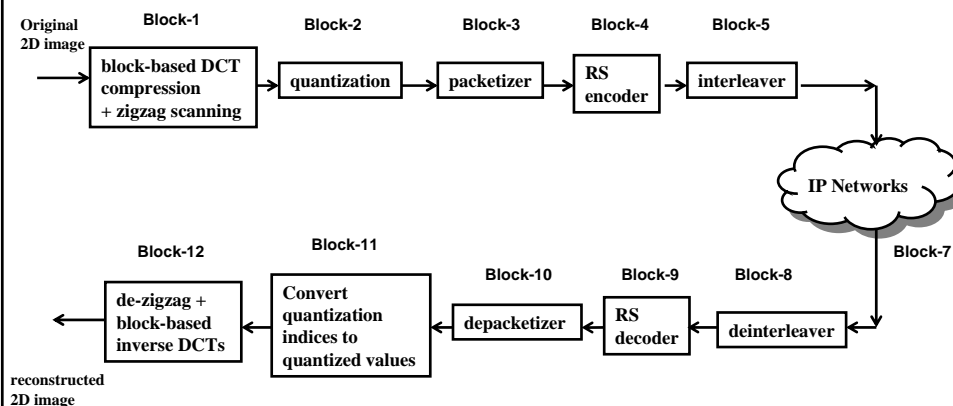 Original
2D image
Block-1
block-based DCT
compression
+ zigzag scanning
Block-2
quantization
Block-3
packetizer
Block-4
RS
encoder
Block-5
interleaver
IP Networks
Block-7
Block-8
deinterleaver
Block-9
RS
decoder
Block-10
depacketizer
Block-11
Convert
quantization
indices to
quantized values
Block-12
de-zigzag +
block-based
inverse DCTs
reconstructed
2D image